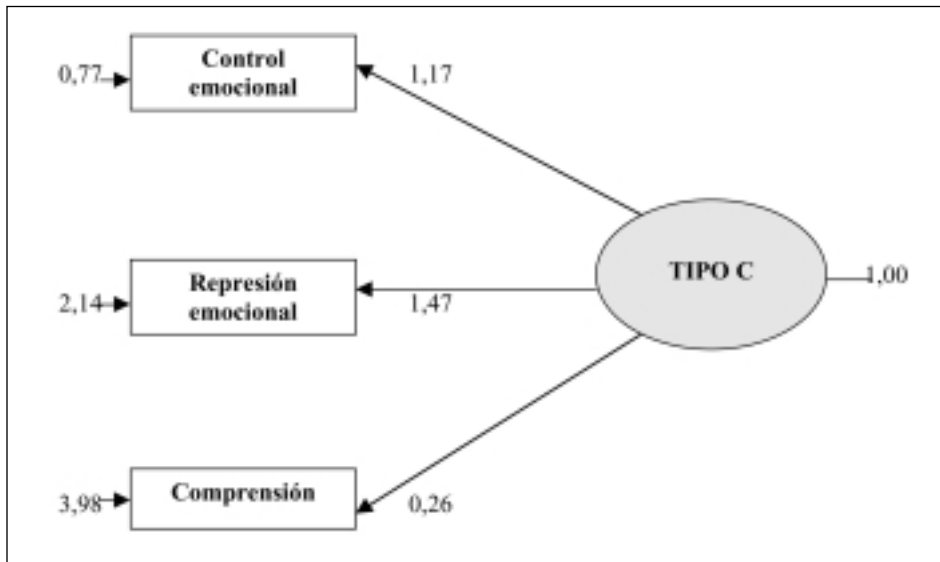 Control
emocional
0,77
1,17
TIPO C
1,00
Represión
emocional
2,14
1,47
Comprensión
3,98
0,26